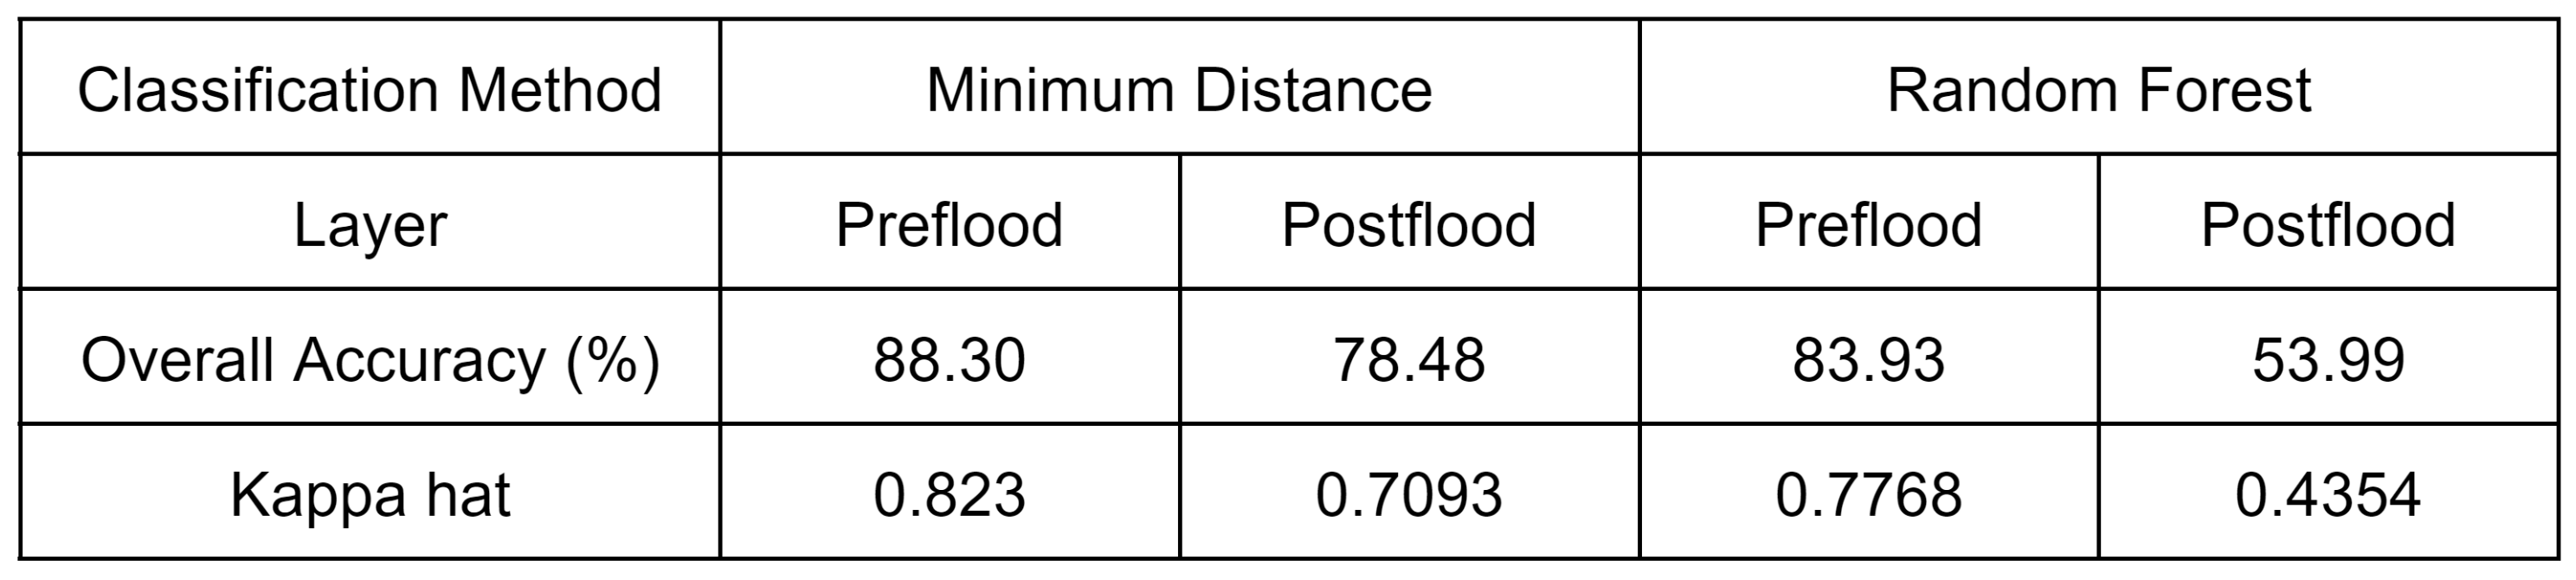 Classification Method Minimum Distance Random Forest
Layer Preflood Postflood Preflood Postflood
Overall Accuracy (%) 88.30 78.48 83.93 53.99
Kappa hat 0.823 0.7093 0.7768 0.4354